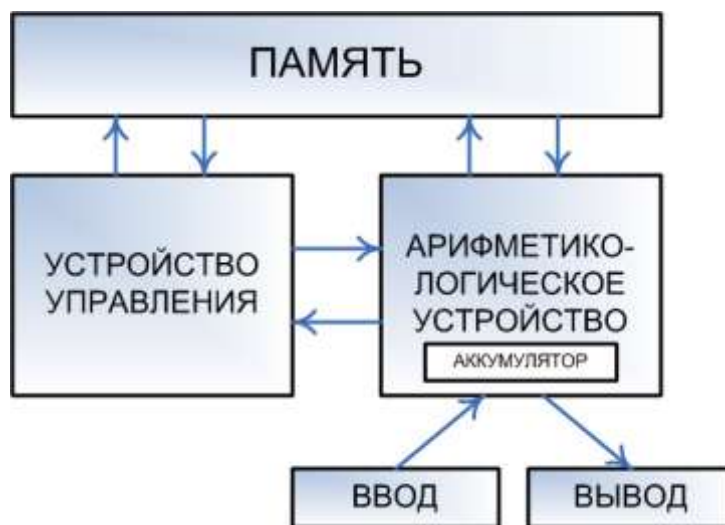 ПАМЯТЬ
УСТРОЙСТВО
УПРАВЛЕНИЯ
АРИФМЕТИКО-
ЛОГИЧЕСКОЕ
УСТРОЙСТВО
АККУМУЛЯТОР
ВВОД
ВЫВОД